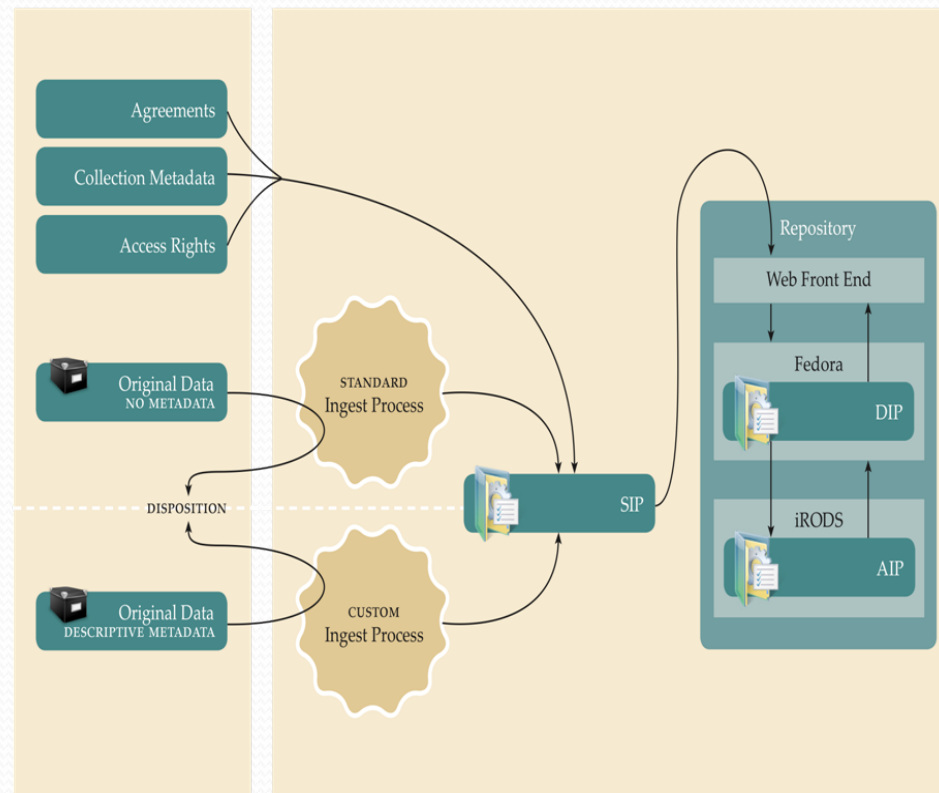 Agreements
Collection Metadata
Access Rights
Original Data
NO METADATA
DISPOSITION
Original Data
DESCRIPTIVE METADATA
STANDARD
Ingest Process
CUSTOM
Ingest Process
SIP
Repository
Web Front End
Fedora
DIP
iRODS
AIP